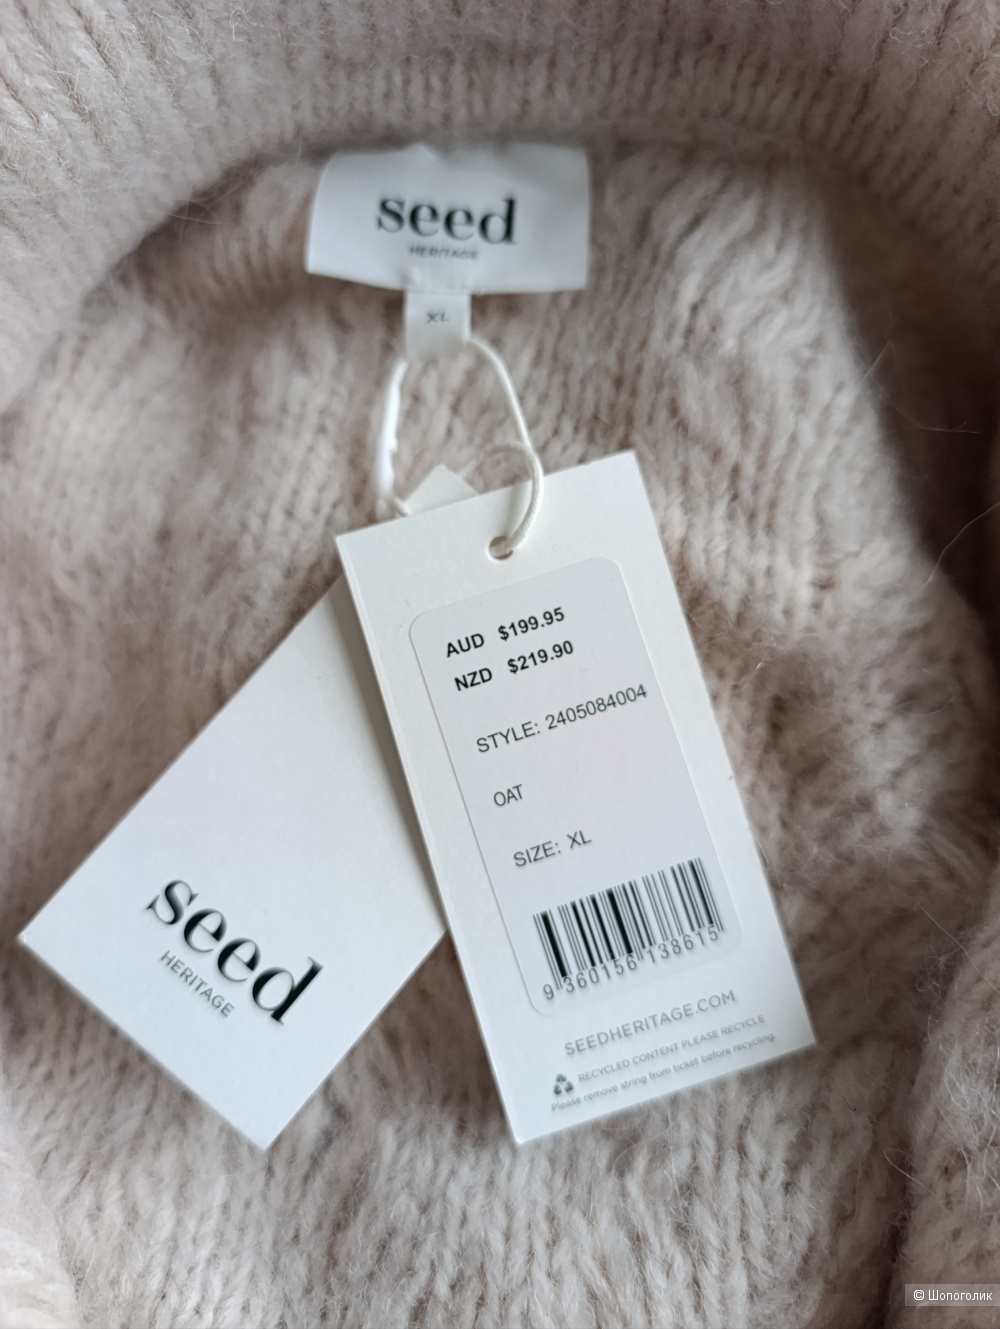 seed
HERITAGE
XL
AUD $199.95
NZD $219.90
STYLE: 2405084004
OAT
SIZE: XL
9 360156 138615
SEEDHERITAGE.COM
RECYCLED CONTENT PLEASE RECYCLE
Please remove string from ticket before recycling.
seed
HERITAGE
© Шопоголик